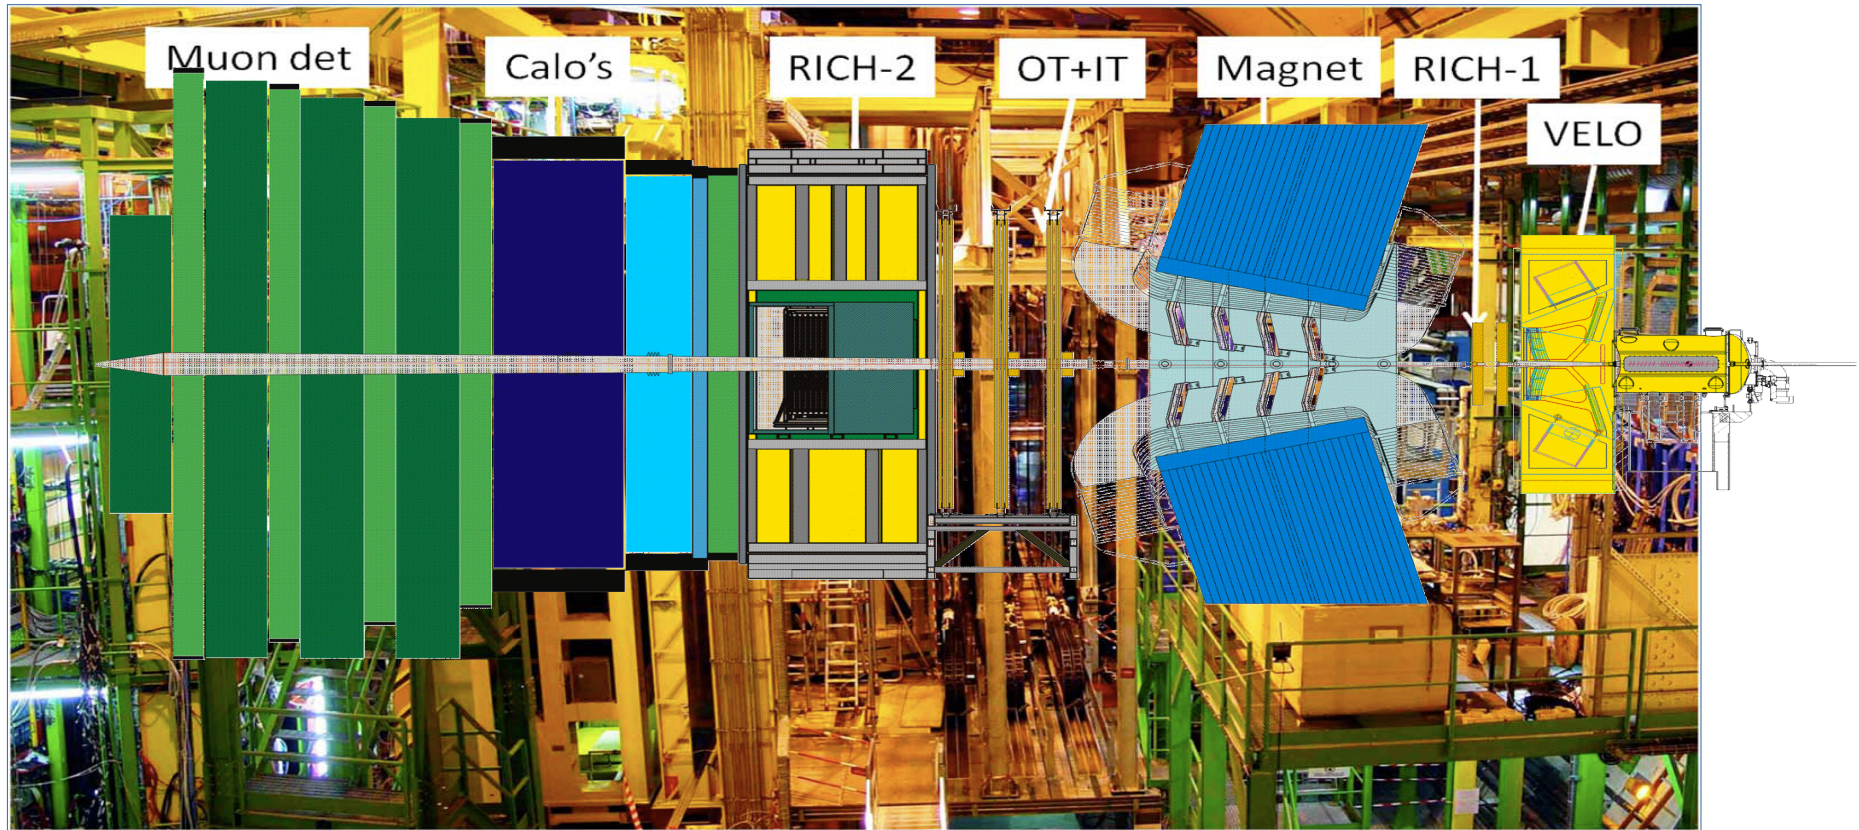 Muon det
Calo's
RICH-2
OT+IT
Magnet
RICH-1
VELO